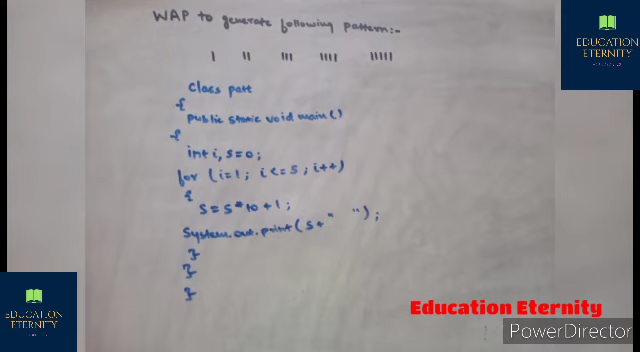 WAP to generate following pattern:-
1 11 111 1111 11111
class patt
{
public static void main()
{
int i, s=0;
for (i=1; i<=5; i++)
{
s=s*10+1;
System.out.print(s+" ");
}
}
}
EDUCATION
ETERNITY
EDUCATION
ETERNITY
Education Eternity
PowerDirector